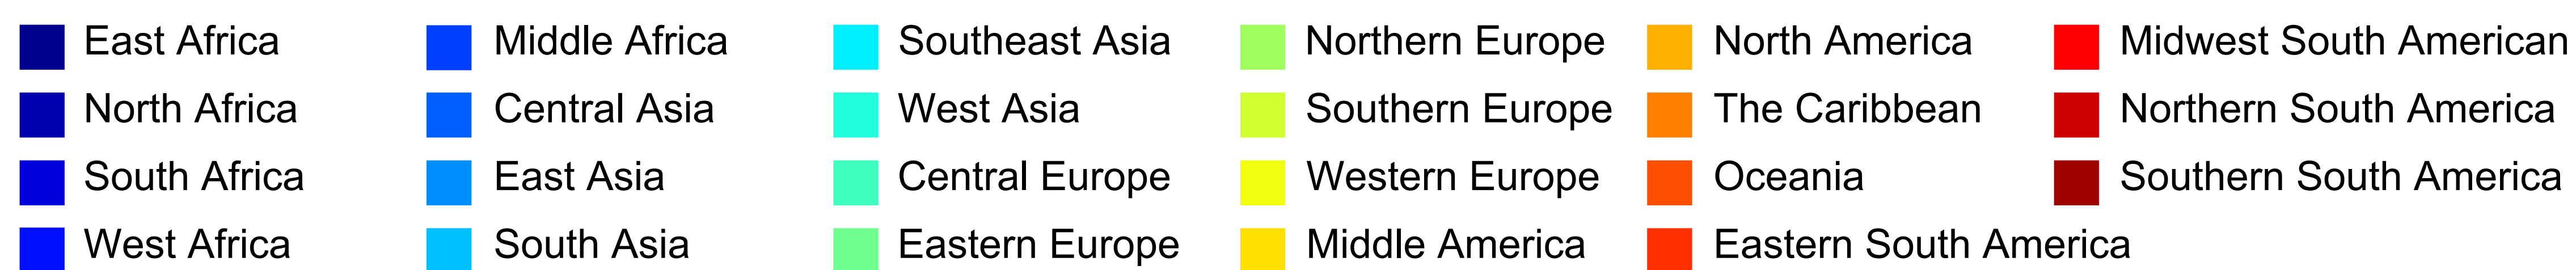 East Africa
North Africa
South Africa
West Africa
Middle Africa
Central Asia
East Asia
South Asia
Southeast Asia
West Asia
Central Europe
Eastern Europe
Northern Europe
Southern Europe
Western Europe
Middle America
North America
The Caribbean
Oceania
Eastern South America
Midwest South American
Northern South America
Southern South America